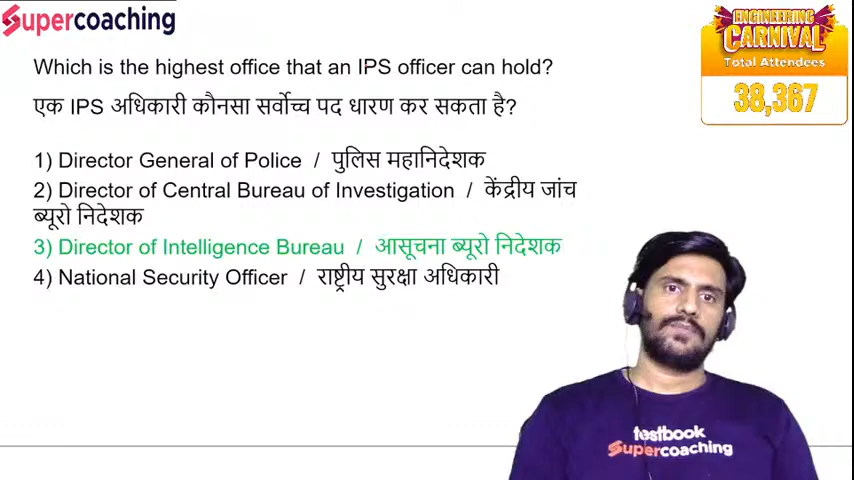 Supercoaching
ENGINEERING
CARNIVAL
Total Attendees
38,367
Which is the highest office that an IPS officer can hold?
एक IPS अधिकारी कौनसा सर्वोच्च पद धारण कर सकता है?
1) Director General of Police / पुलिस महानिदेशक
2) Director of Central Bureau of Investigation / केंद्रीय जांच
ब्यूरो निदेशक
3) Director of Intelligence Bureau / आसूचना ब्यूरो निदेशक
4) National Security Officer / राष्ट्रीय सुरक्षा अधिकारी
testbook
Supercoaching